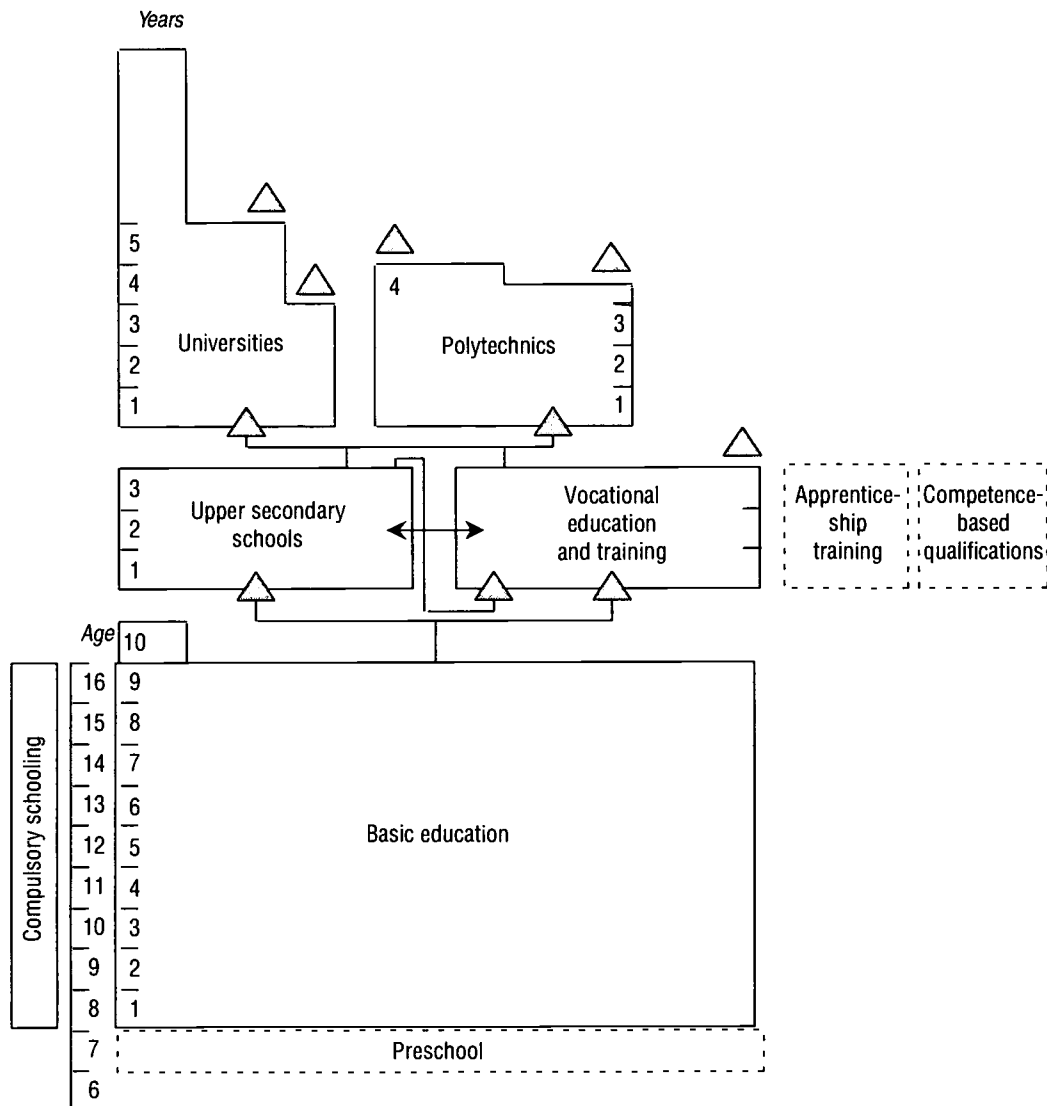 Years
5
4
3
2
1
Universities
4
Polytechnics
3
2
1
3
2
1
Upper secondary
schools
Vocational
education
and training
Apprentice-
ship
training
Competence-
based
qualifications
Age
10
16 9
15 8
14 7
13 6
12 5
11 4
10 3
9 2
8 1
7
6
Compulsory schooling
Basic education
Preschool